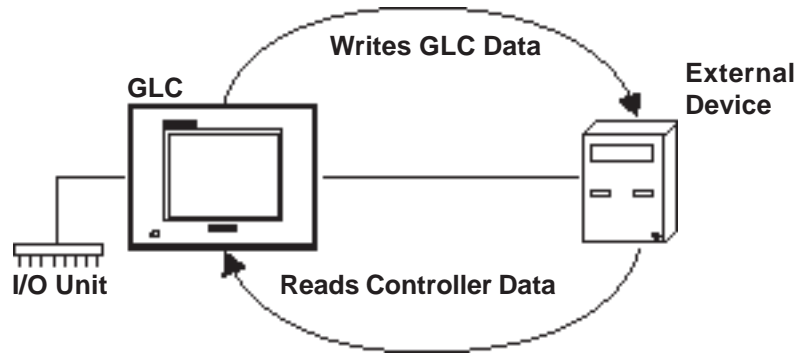 Writes GLC Data
GLC
External
Device
I/O Unit
Reads Controller Data